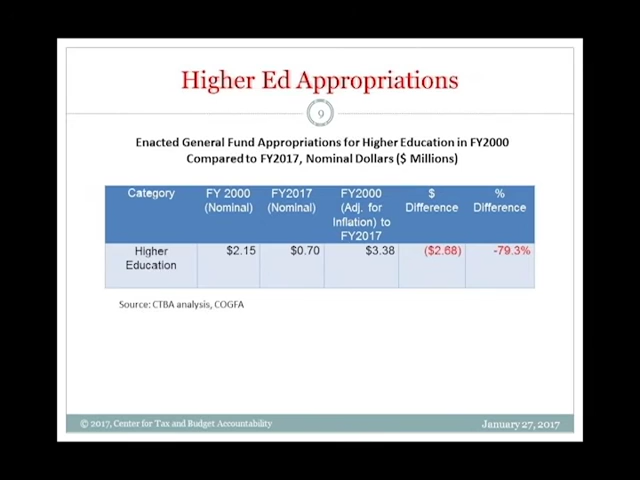 Higher Ed Appropriations
9
Enacted General Fund Appropriations for Higher Education in FY2000
Compared to FY2017, Nominal Dollars ($ Millions)
Category FY 2000 (Nominal) FY2017 (Nominal) FY2000 (Adj. for Inflation) to FY2017 $ Difference % Difference
Higher Education $2.15 $0.70 $3.38 ($2.68) -79.3%
Source: CTBA analysis, COGFA
© 2017, Center for Tax and Budget Accountability January 27, 2017